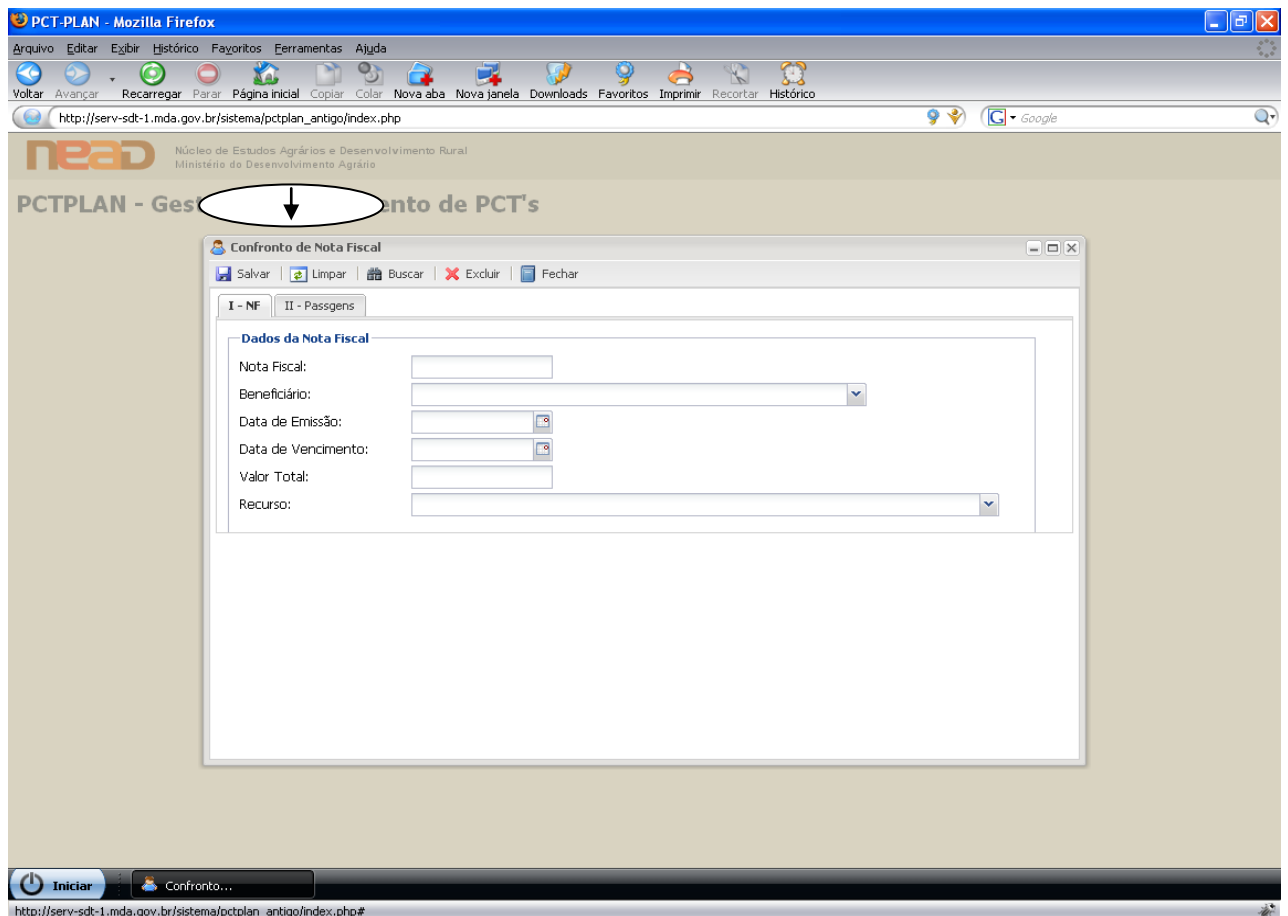 PCT-PLAN - Mozilla Firefox
Arquivo Editar Exibir Histórico Favoritos Ferramentas Ajuda
Voltar Avançar Recarregar Parar Página inicial Copiar Colar Nova aba Nova janela Downloads Favoritos Imprimir Recortar Histórico
http://serv-sdt-1.mda.gov.br/sistema/pctplan_antigo/index.php
G Google
nead
Núcleo de Estudos Agrários e Desenvolvimento Rural
Ministério do Desenvolvimento Agrário
PCTPLAN - Gest ento de PCT's
Confronto de Nota Fiscal
Salvar Limpar Buscar Excluir Fechar
I - NF II - Passgens
Dados da Nota Fiscal
Nota Fiscal:
Beneficiário:
Data de Emissão:
Data de Vencimento:
Valor Total:
Recurso:
Iniciar Confronto...
http://serv-sdt-1.mda.gov.br/sistema/pctplan_antigo/index.php#